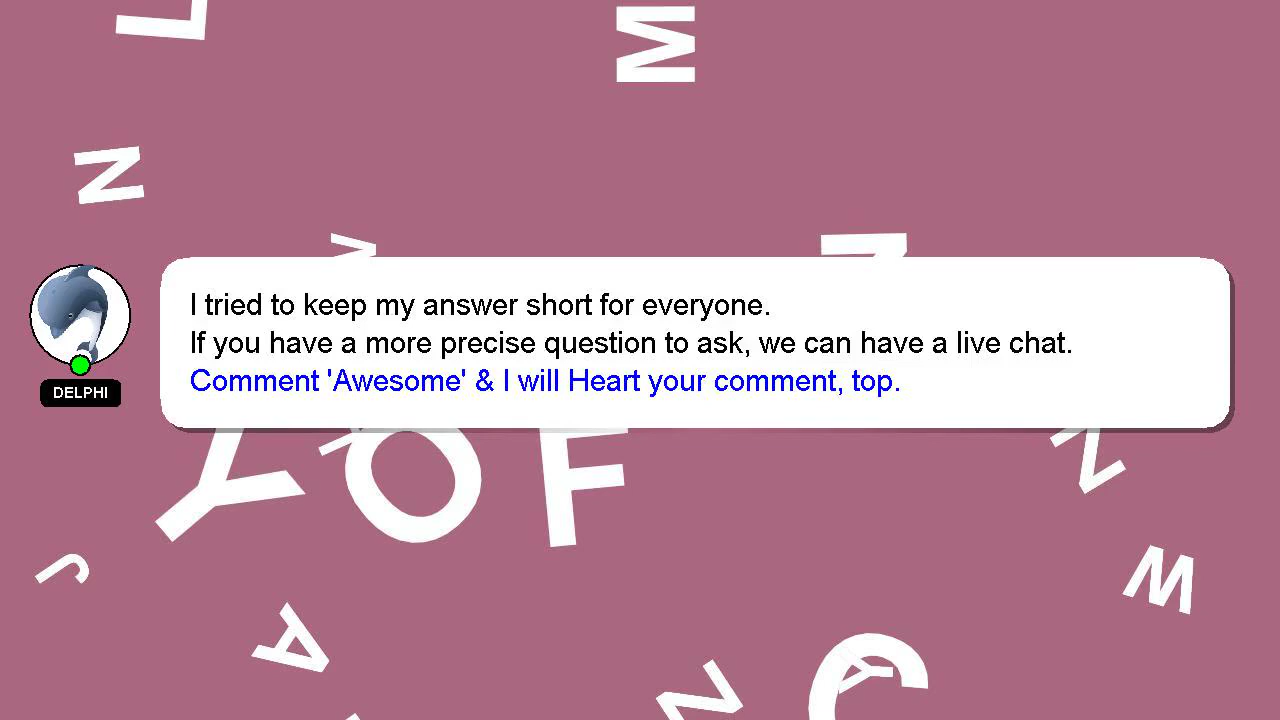 L
M
N
I tried to keep my answer short for everyone.
If you have a more precise question to ask, we can have a live chat.
Comment 'Awesome' & I will Heart your comment, top.
DELPHI
Y
O
F
Z
J
W
A
N
C
A